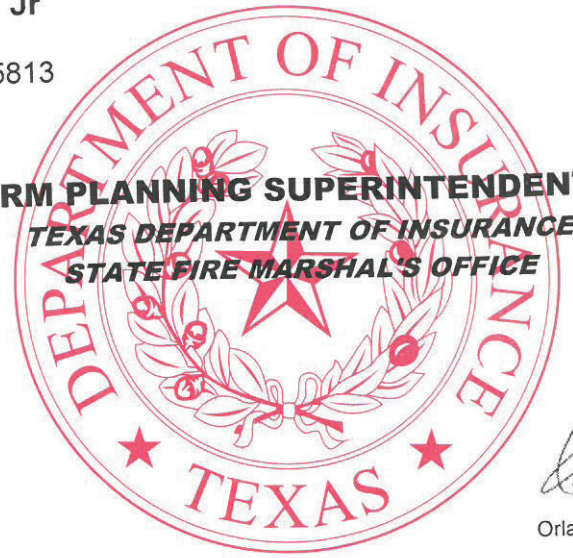 Jr
5813
DEPARTMENT OF INSURANCE
RM PLANNING SUPERINTENDENT
TEXAS DEPARTMENT OF INSURANCE
STATE FIRE MARSHAL'S OFFICE
TEXAS
Orla